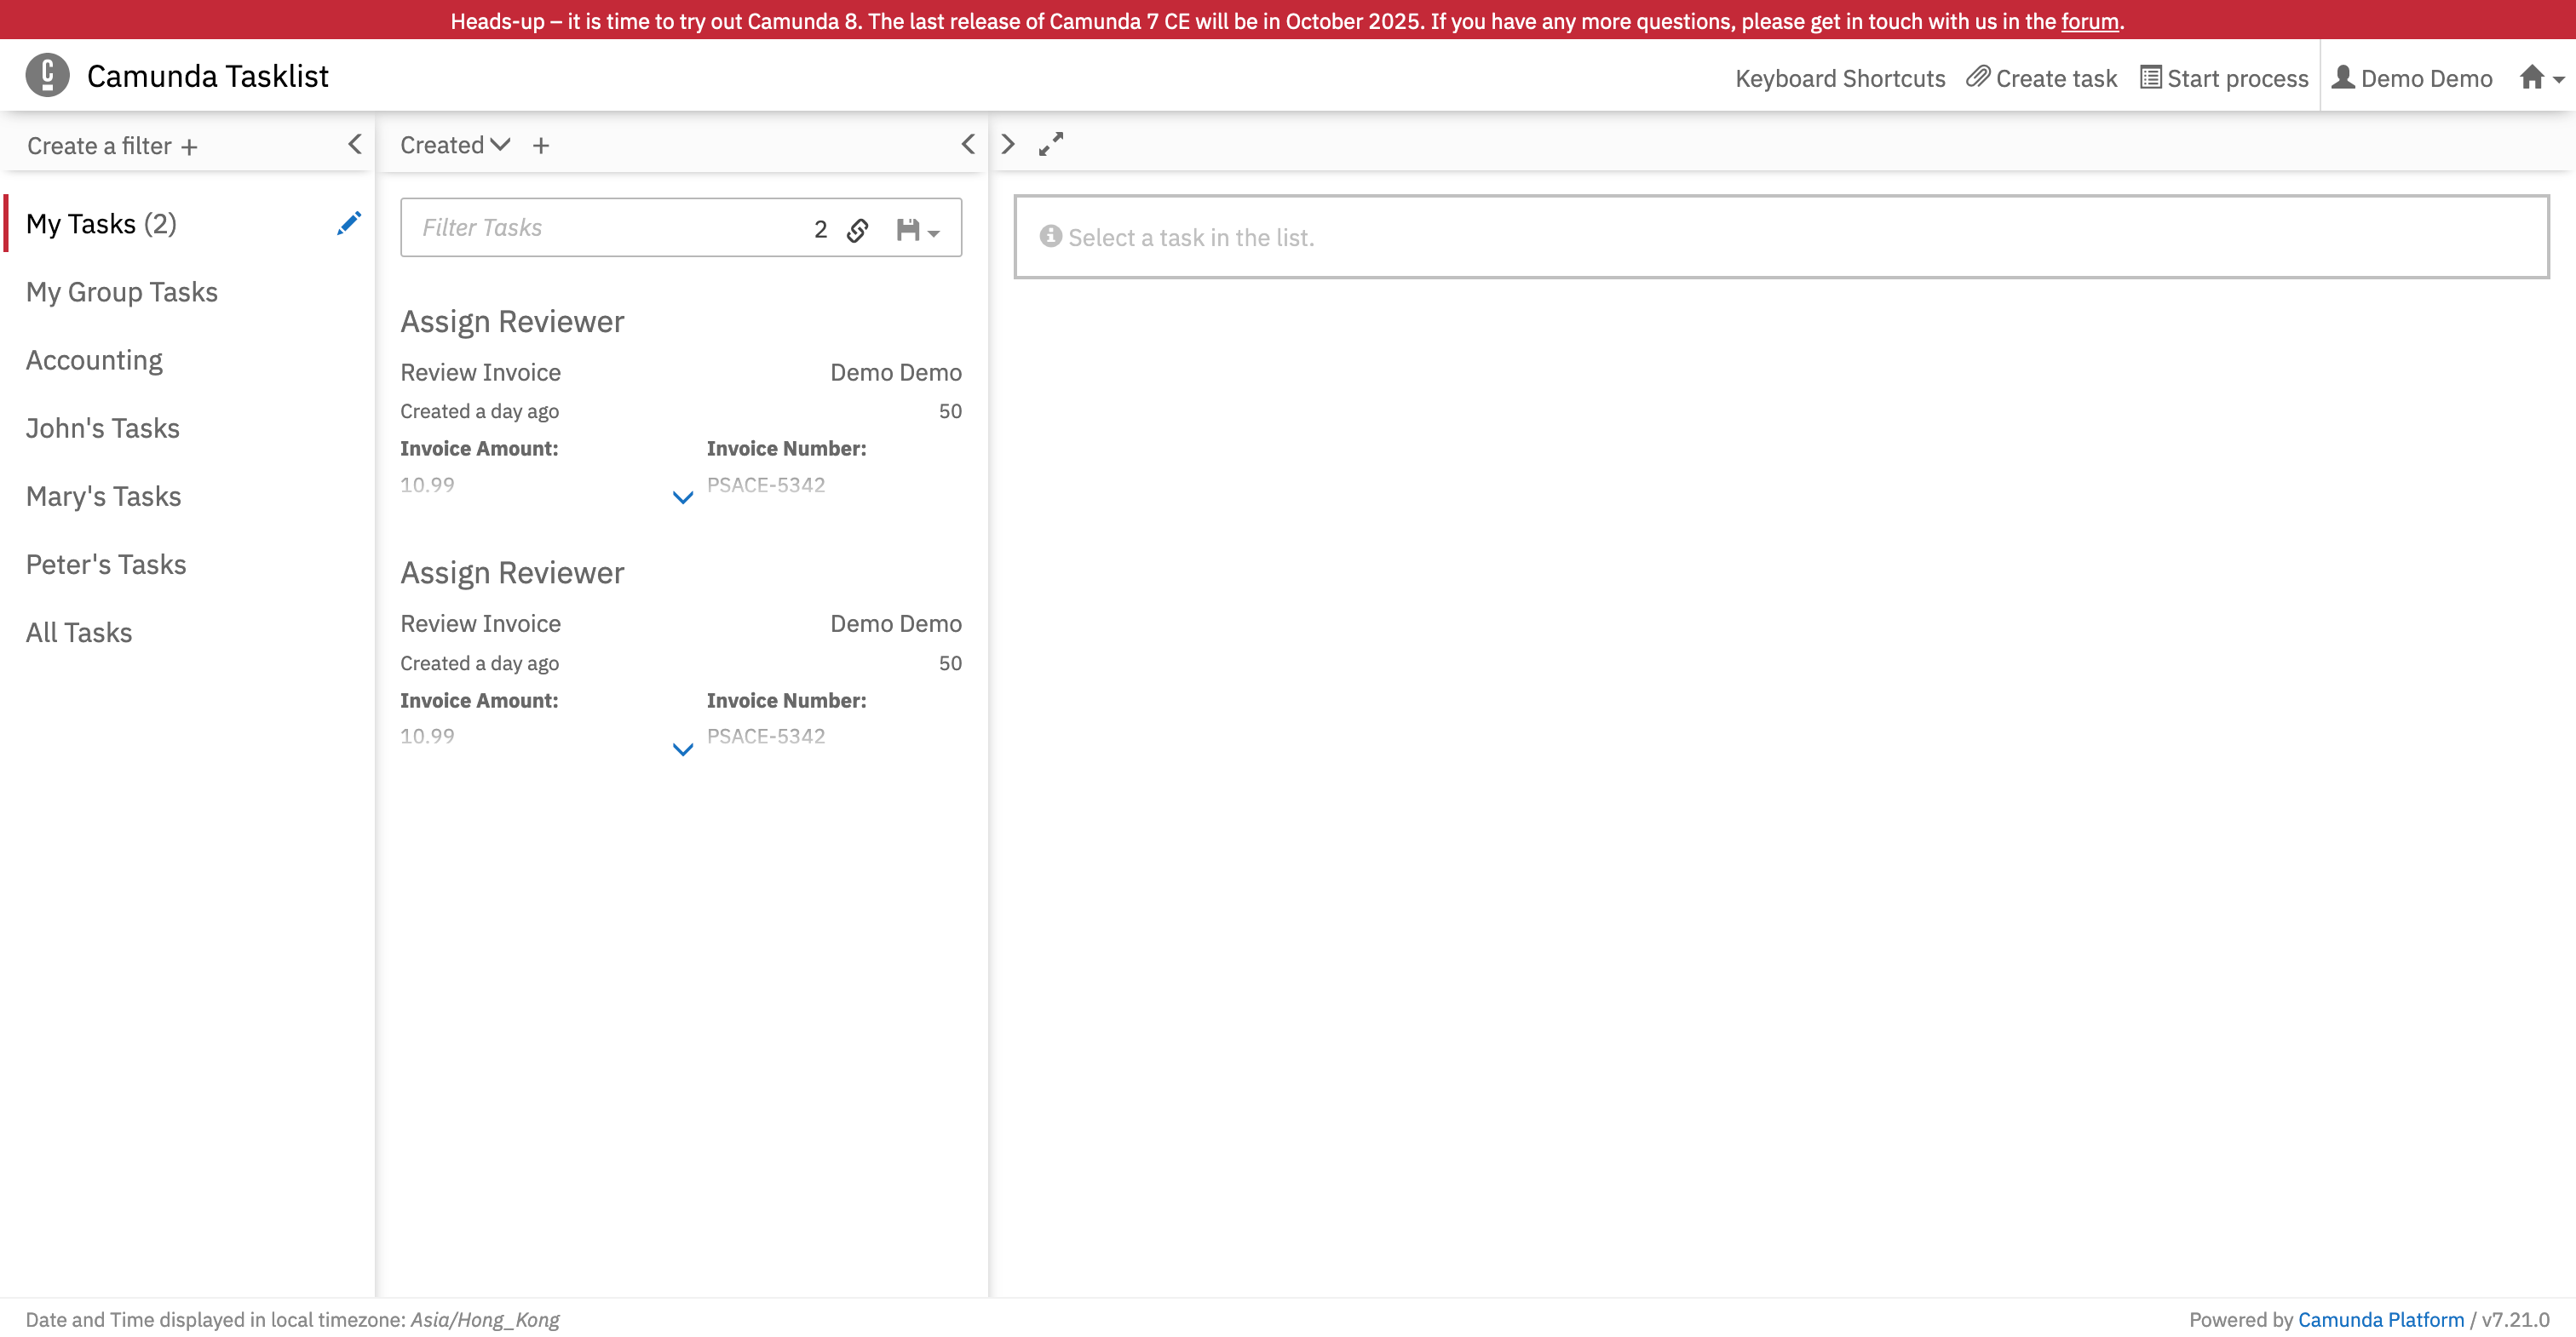 Heads-up – it is time to try out Camunda 8. The last release of Camunda 7 CE will be in October 2025. If you have any more questions, please get in touch with us in the forum.
Camunda Tasklist
Keyboard Shortcuts Create task Start process Demo Demo
Create a filter +
Created +
My Tasks (2)
My Group Tasks
Accounting
John's Tasks
Mary's Tasks
Peter's Tasks
All Tasks
Filter Tasks 2
Assign Reviewer
Review Invoice Demo Demo
Created a day ago 50
Invoice Amount: Invoice Number:
10.99 PSACE-5342
Assign Reviewer
Review Invoice Demo Demo
Created a day ago 50
Invoice Amount: Invoice Number:
10.99 PSACE-5342
Select a task in the list.
Date and Time displayed in local timezone: Asia/Hong_Kong
Powered by Camunda Platform / v7.21.0